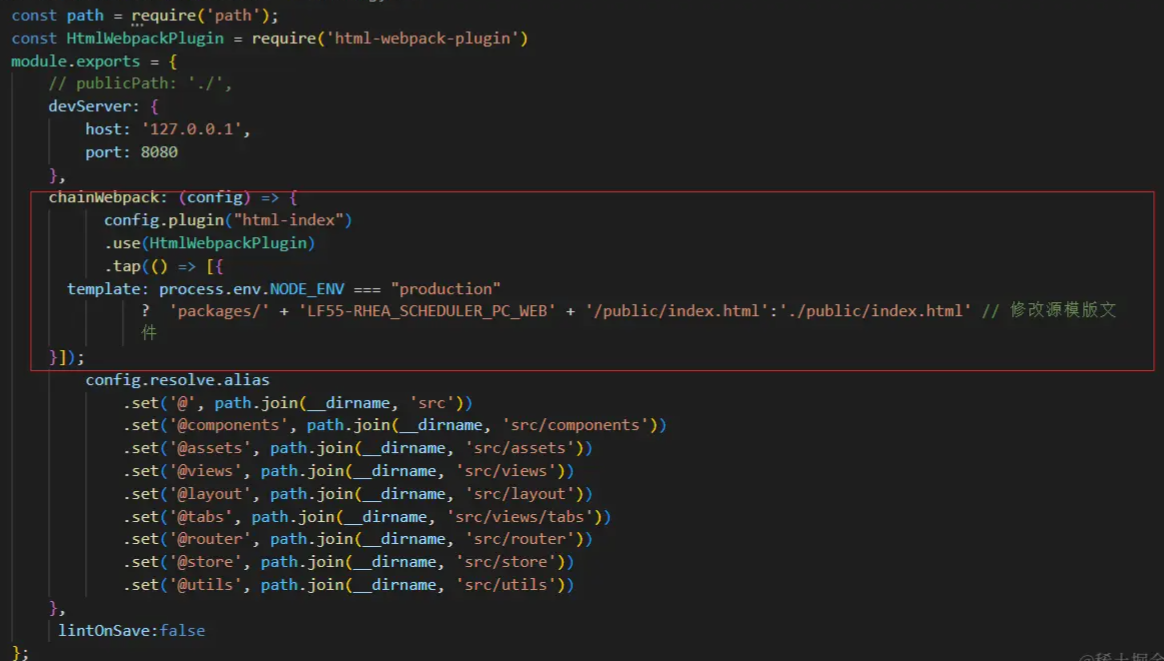 const path = require('path');
const HtmlWebpackPlugin = require('html-webpack-plugin')
module.exports = {
    // publicPath: './',
    devServer: {
        host: '127.0.0.1',
        port: 8080
    },
    chainWebpack: (config) => {
          config.plugin("html-index")
          .use(HtmlWebpackPlugin)
          .tap(() => [{
      template: process.env.NODE_ENV === "production"
              ?  'packages/' + 'LF55-RHEA_SCHEDULER_PC_WEB' + '/public/index.html':'./public/index.html' // 修改源模版文
              件
    }]);
        config.resolve.alias
            .set('@', path.join(__dirname, 'src'))
            .set('@components', path.join(__dirname, 'src/components'))
            .set('@assets', path.join(__dirname, 'src/assets'))
            .set('@views', path.join(__dirname, 'src/views'))
            .set('@layout', path.join(__dirname, 'src/layout'))
            .set('@tabs', path.join(__dirname, 'src/views/tabs'))
            .set('@router', path.join(__dirname, 'src/router'))
            .set('@store', path.join(__dirname, 'src/store'))
            .set('@utils', path.join(__dirname, 'src/utils'))
    },
     lintOnSave:false
};